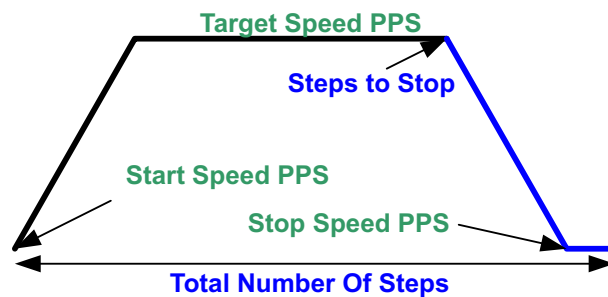 Target Speed PPS
Steps to Stop
Start Speed PPS
Stop Speed PPS
Total Number Of Steps